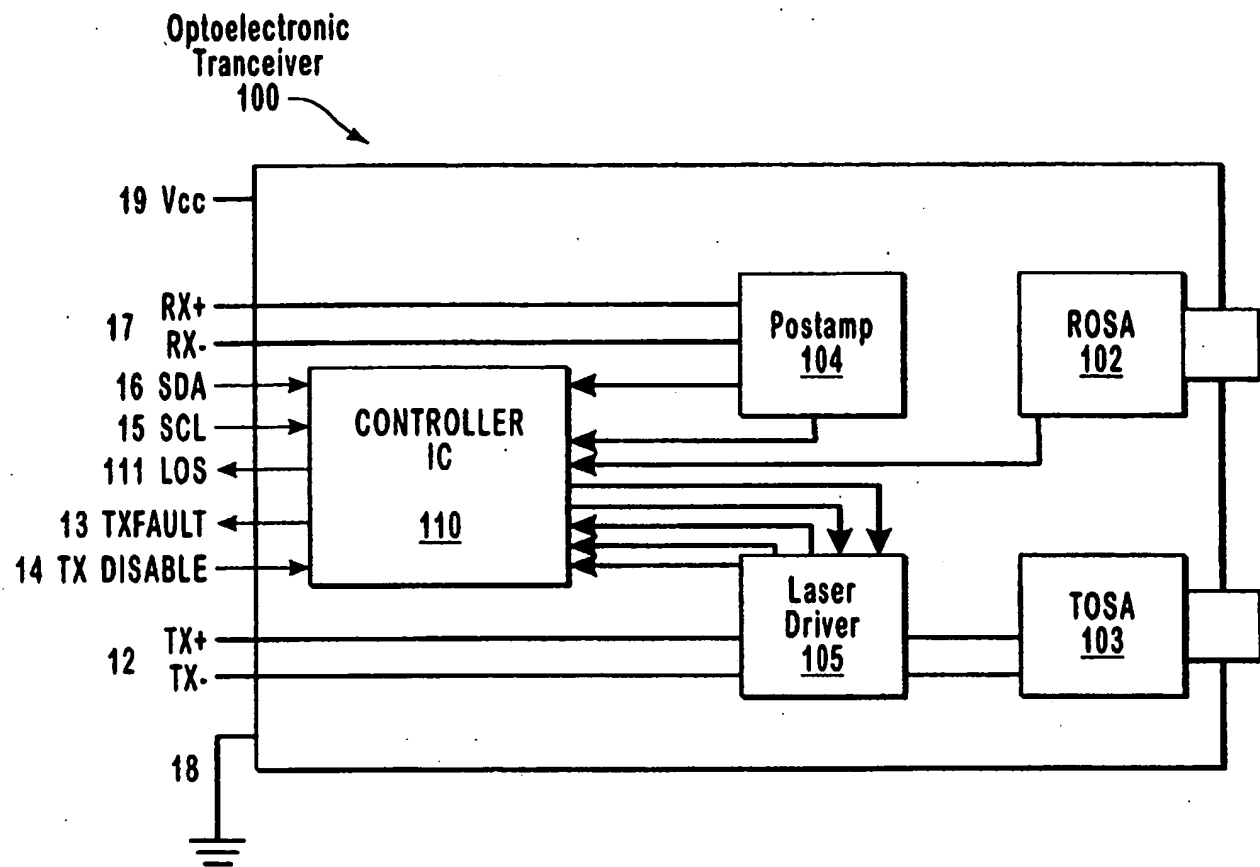 Optoelectronic
Tranceiver
100
19 Vcc
17
RX+
RX-
16 SDA
15 SCL
111 LOS
13 TXFAULT
14 TX DISABLE
12
TX+
TX-
18
CONTROLLER
IC
110
Postamp
104
ROSA
102
Laser
Driver
105
TOSA
103